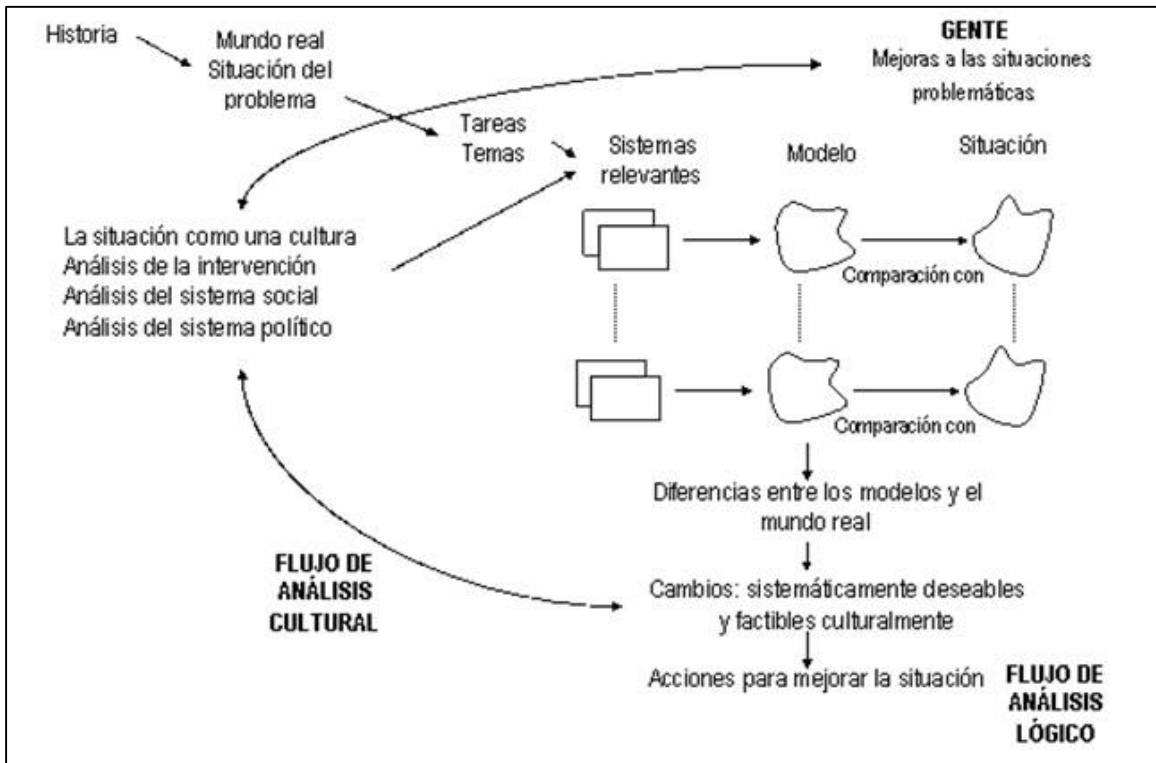 Historia
Mundo real
Situación del
problema
GENTE
Mejoras a las situaciones
problemáticas
Tareas
Temas
Sistemas
relevantes
Modelo
Situación
La situación como una cultura
Análisis de la intervención
Análisis del sistema social
Análisis del sistema político
Comparación con
Comparación con
Diferencias entre los modelos y el
mundo real
FLUJO DE
ANÁLISIS
CULTURAL
Cambios: sistemáticamente deseables
y factibles culturalmente
Acciones para mejorar la situación
FLUJO DE
ANÁLISIS
LÓGICO